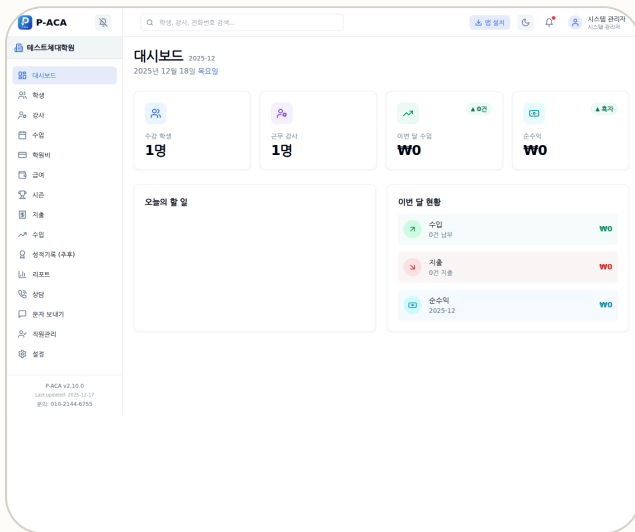 P-ACA
학생, 강사, 전화번호 검색...
앱 설치
시스템 관리자
시스템 관리자
테스트체대학원
대시보드
학생
강사
수업
학원비
급여
시즌
지출
수입
성적기록 (추후)
리포트
상담
문자 보내기
직원관리
설정
P-ACA v2.10.0
Last updated: 2025-12-17
문의: 010-2144-6755
대시보드 2025-12
2025년 12월 18일 목요일
수강 학생
1명
근무 강사
1명
▲ 0건
이번 달 수입
₩0
▲ 흑자
순수익
₩0
오늘의 할 일
이번 달 현황
수입
0건 납부
₩0
지출
0건 지출
₩0
순수익
2025-12
₩0